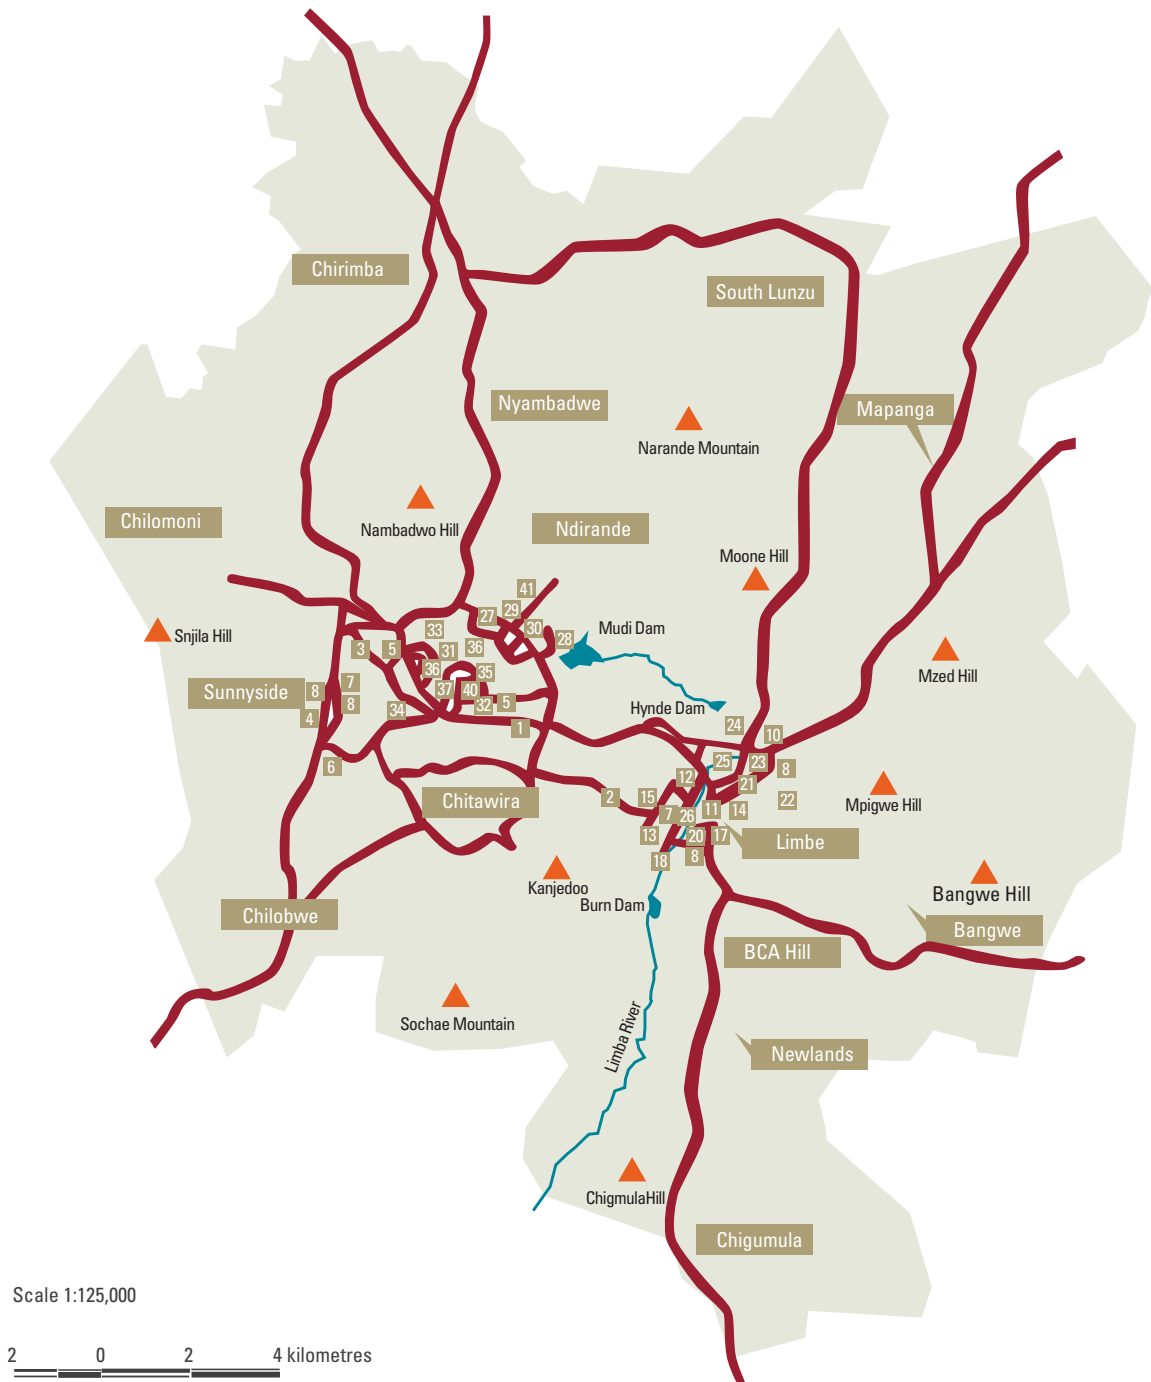 Chirimba
South Lunzu
Nyambadwe
Mapanga
Narande Mountain
Nambadwo Hill
Chilomoni
Ndirande
Moone Hill
41
29
27
30
33
28
Mudi Dam
Snjila Hill
3
5
31
36
36
35
Mzed Hill
Sunnyside
8
7
37
40
8
32
5
34
4
1
Hynde Dam
24
10
6
25
23
8
12
21
Mpigwe Hill
Chitawira
2
15
22
7
26
11
14
13
20
17
Limbe
18
8
Kanjedoo
Burn Dam
Bangwe Hill
Chilobwe
Bangwe
BCA Hill
Sochae Mountain
Limba River
Newlands
ChigmulaHill
Chigumula
Scale 1:125,000
2 0 2 4 kilometres